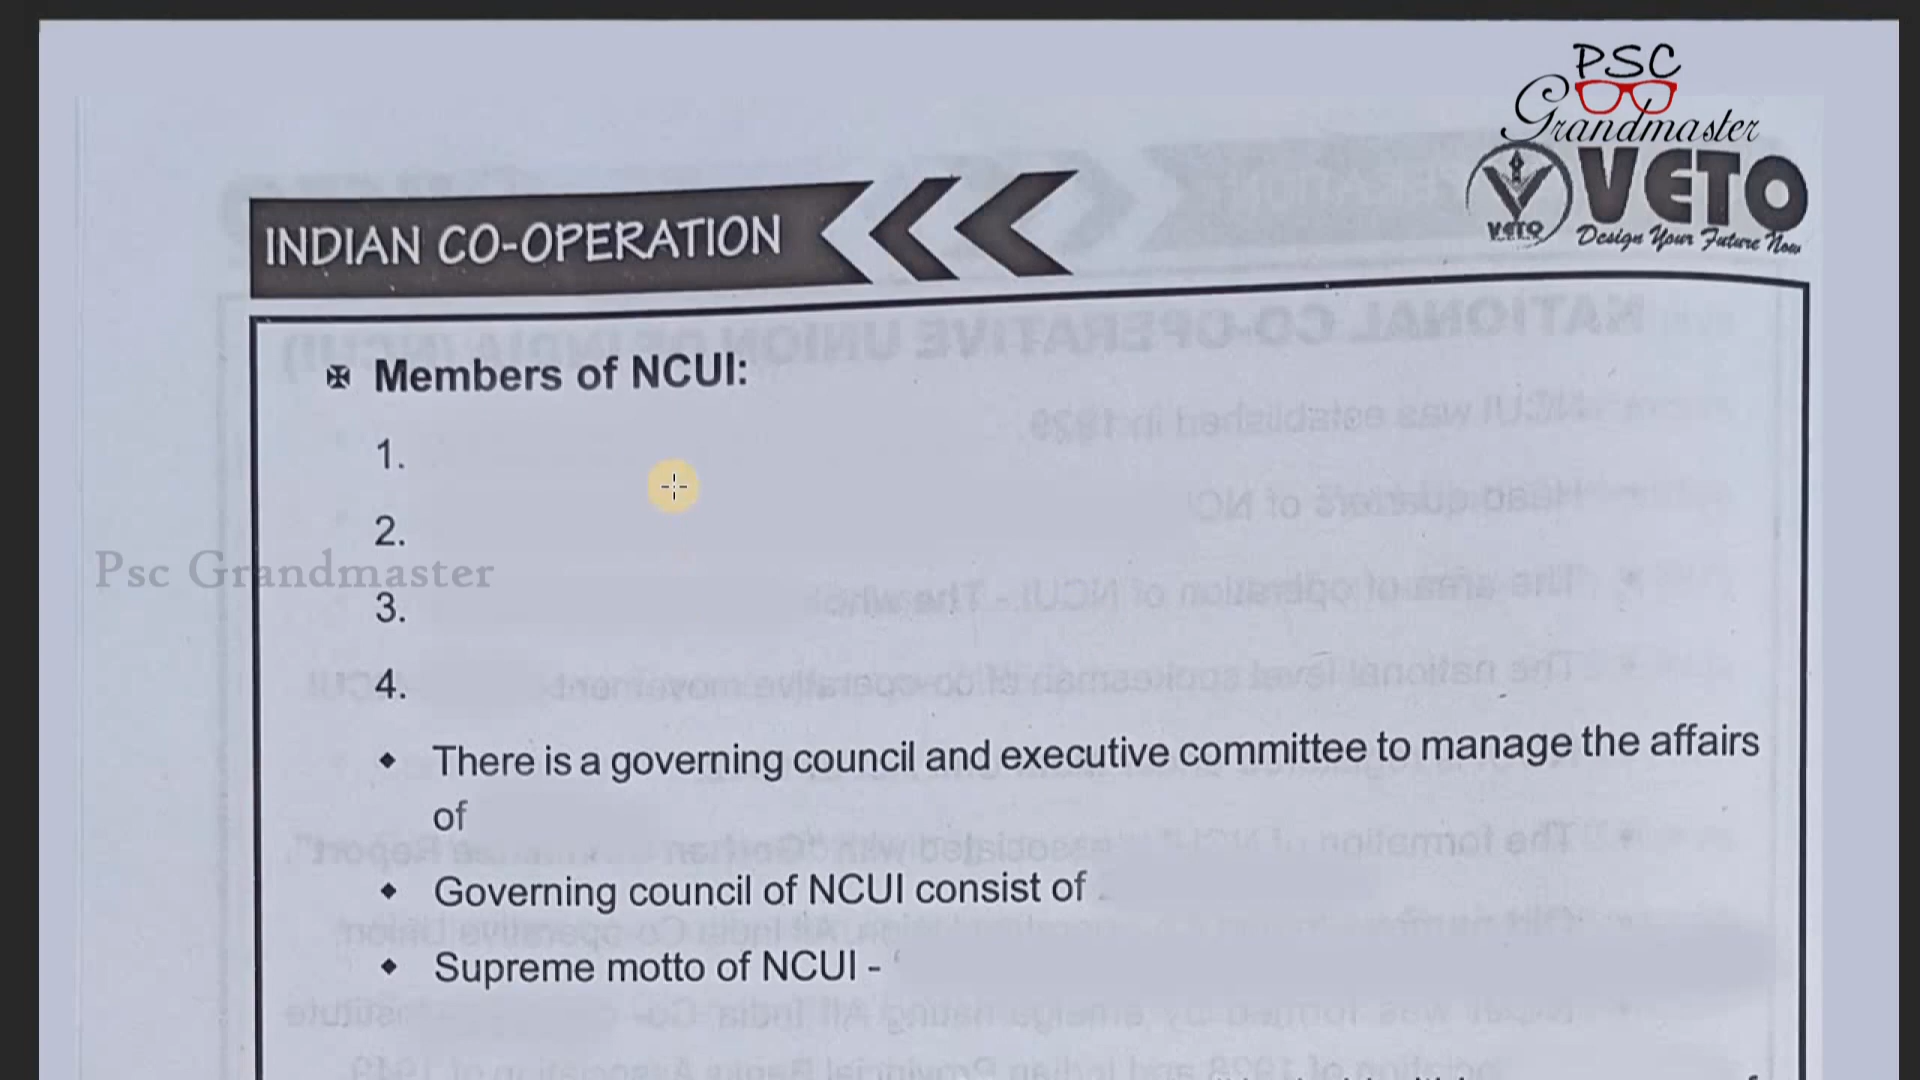 PSC
Grandmaster
VETO
VETO
Design Your Future Now
INDIAN CO-OPERATION
Members of NCUI:
1.
2.
Psc Grandmaster
3.
4.
There is a governing council and executive committee to manage the affairs
of
Governing council of NCUI consist of
Supreme motto of NCUI -